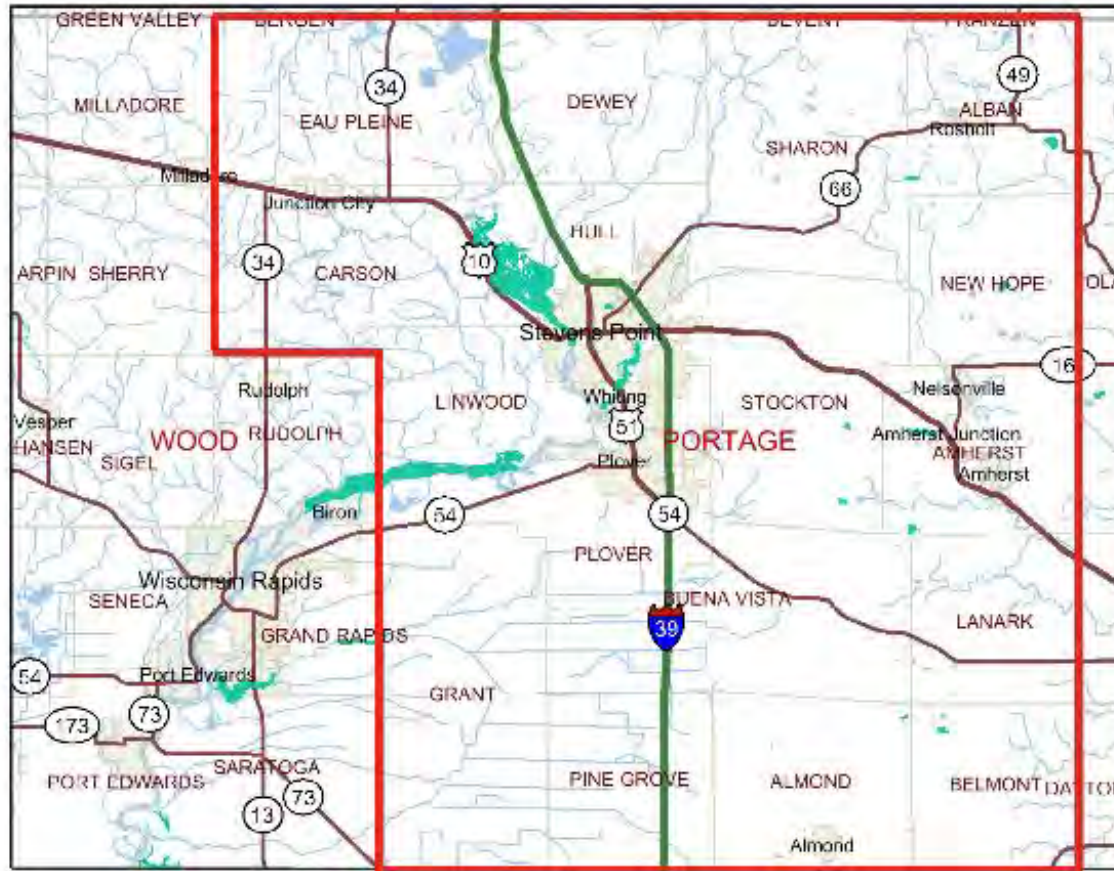 GREEN VALLEY
BERGEN
BEVENT
FRANZEN
34
49
MILLADORE
EAU PLEINE
DEWEY
ALBAN
Rosholt
SHARON
Milladore
66
Junction City
HULL
34
ARPIN SHERRY
CARSON
10
NEW HOPE
Stevens Point
16
Rudolph
LINWOOD
Whiting
Nelsonville
STOCKTON
Vesper
HANSEN
WOOD
RUDOLPH
51
PORTAGE
Amherst Junction
AMHERST
SIGEL
Plover
Amherst
Biron
54
54
PLOVER
Wisconsin Rapids
SENECA
BUENA VISTA
GRAND RAPIDS
39
LANARK
54
Port Edwards
GRANT
173
73
PORT EDWARDS
SARATOGA
PINE GROVE
ALMOND
BELMONT
13
73
Almond